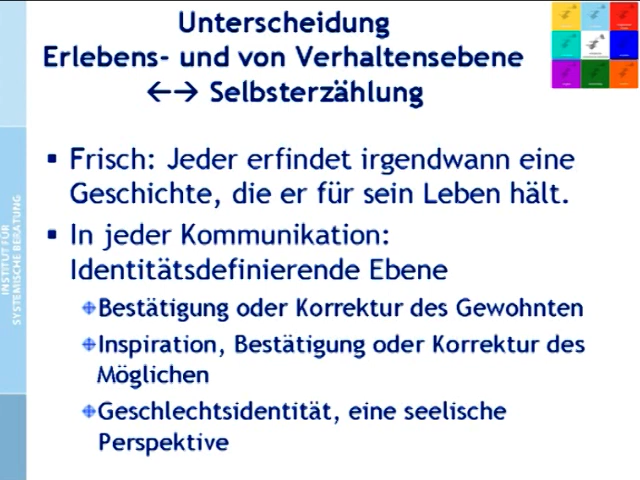 Unterscheidung
Erlebens- und von Verhaltensebene
←→ Selbsterzählung
▪ Frisch: Jeder erfindet irgendwann eine
Geschichte, die er für sein Leben hält.
▪ In jeder Kommunikation:
Identitätsdefinierende Ebene
Bestätigung oder Korrektur des Gewohnten
Inspiration, Bestätigung oder Korrektur des
Möglichen
Geschlechtsidentität, eine seelische
Perspektive
INSTITUT FÜR
SYSTEMISCHE BERATUNG